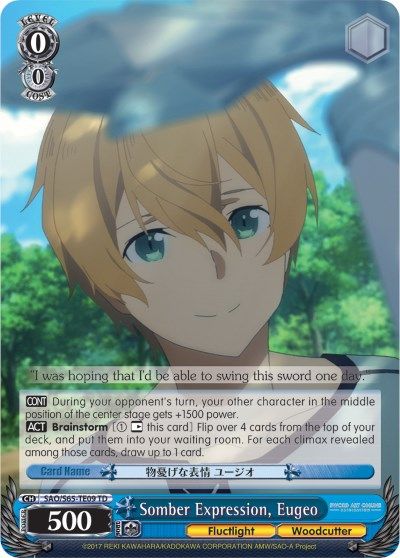 LEVEL
0
0
COST
"I was hoping that I'd be able to swing this sword one day."
CONT During your opponent's turn, your other character in the middle
position of the center stage gets +1500 power.
ACT Brainstorm [① this card] Flip over 4 cards from the top of your
deck, and put them into your waiting room. For each climax revealed
among those cards, draw up to 1 card.
Card Name
物憂げな表情 ユージオ
CH SAO/S65-TE09 TD
500
Somber Expression, Eugeo
Fluctlight
Woodcutter
©2017 REKI KAWAHARA/KADOKAWA CORPORATION AMW/SAO-A Project